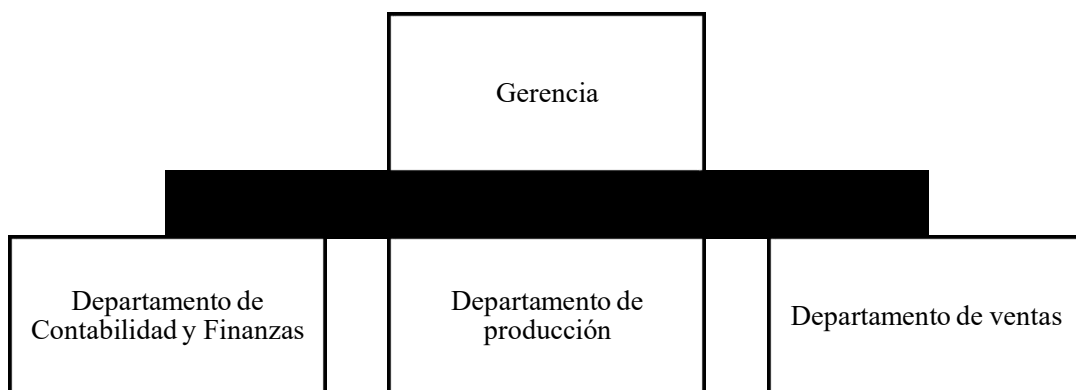 Gerencia
Departamento de
Contabilidad y Finanzas
Departamento de
producción
Departamento de ventas